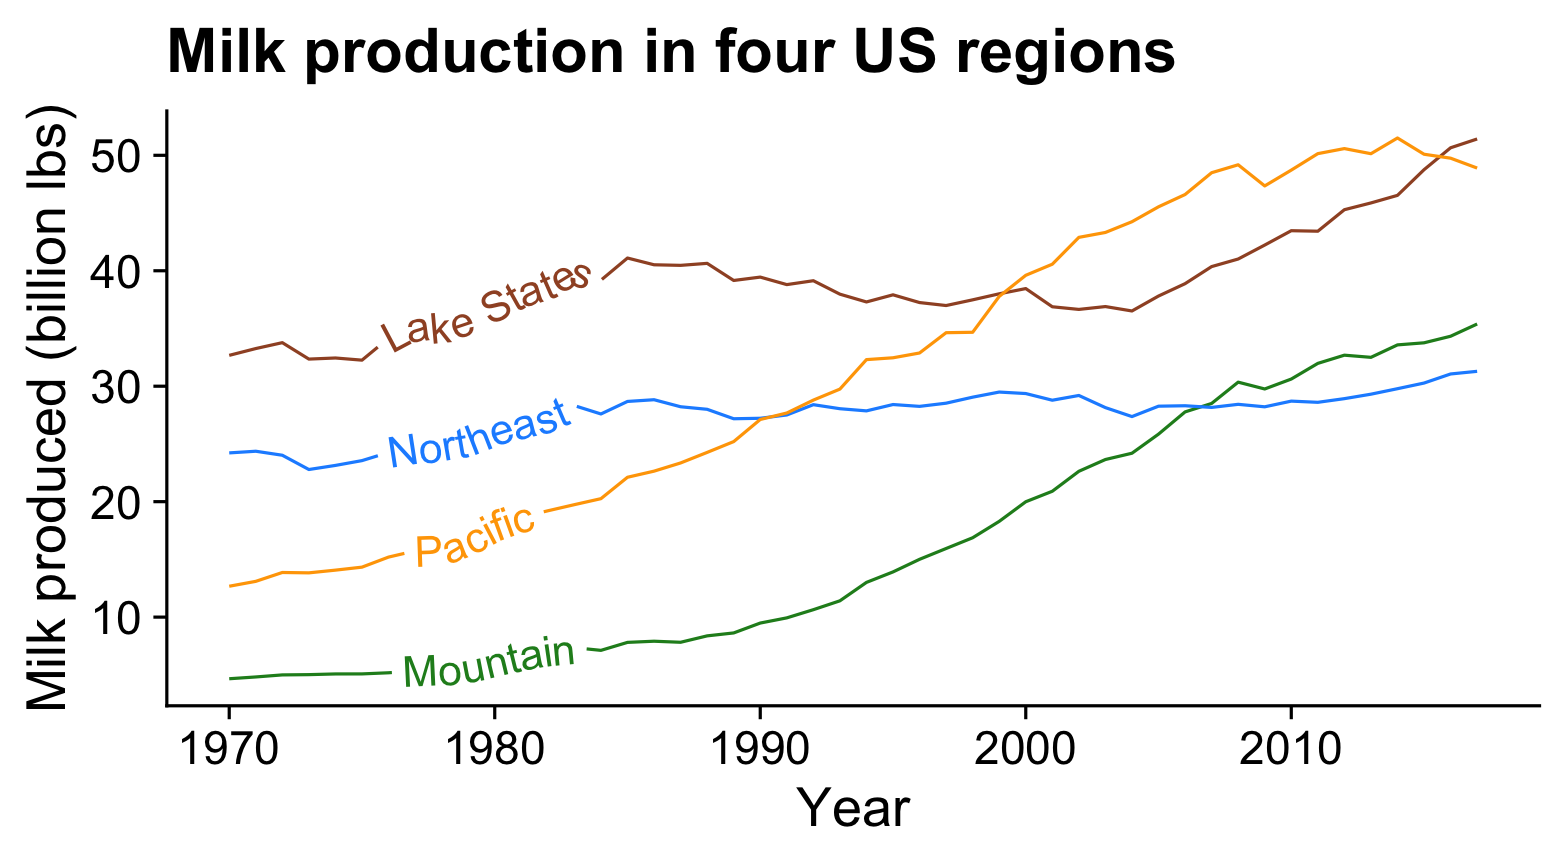 Milk production in four US regions
Milk produced (billion lbs)
50
40
30
20
10
Lake States
Northeast
Pacific
Mountain
1970 1980 1990 2000 2010
Year